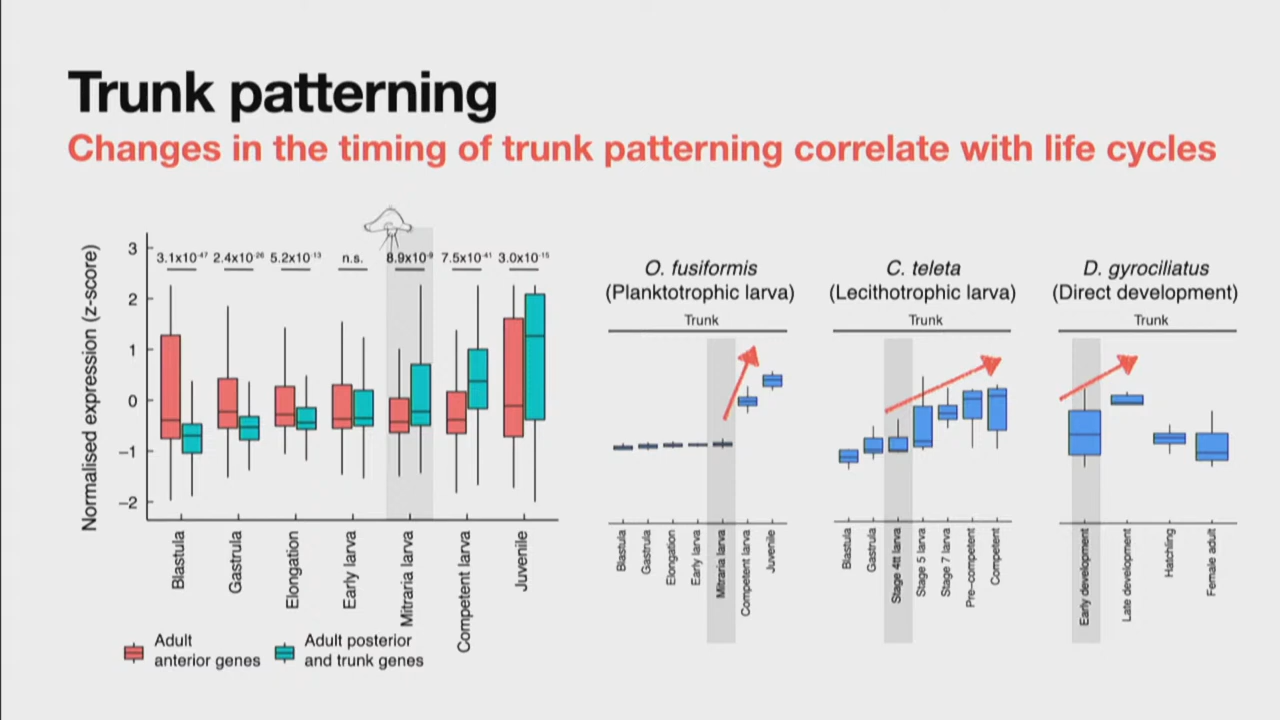 Trunk patterning
Changes in the timing of trunk patterning correlate with life cycles
Normalised expression (z-score)
3
2
1
0
−1
−2
3.1x10⁻⁴⁷ 2.4x10⁻²⁶ 5.2x10⁻¹³ n.s. 8.9x10⁻⁹ 7.5x10⁻⁴¹ 3.0x10⁻¹⁵
Blastula
Gastrula
Elongation
Early larva
Mitraria larva
Competent larva
Juvenile
Adult
anterior genes
Adult posterior
and trunk genes
O. fusiformis
(Planktotrophic larva)
Trunk
Blastula
Gastrula
Elongation
Early larva
Mitraria larva
Competent larva
Juvenile
C. teleta
(Lecithotrophic larva)
Trunk
Blastula
Gastrula
Stage 4tt larva
Stage 5 larva
Stage 7 larva
Pre−competent
Competent
D. gyrociliatus
(Direct development)
Trunk
Early development
Late development
Hatchling
Female adult